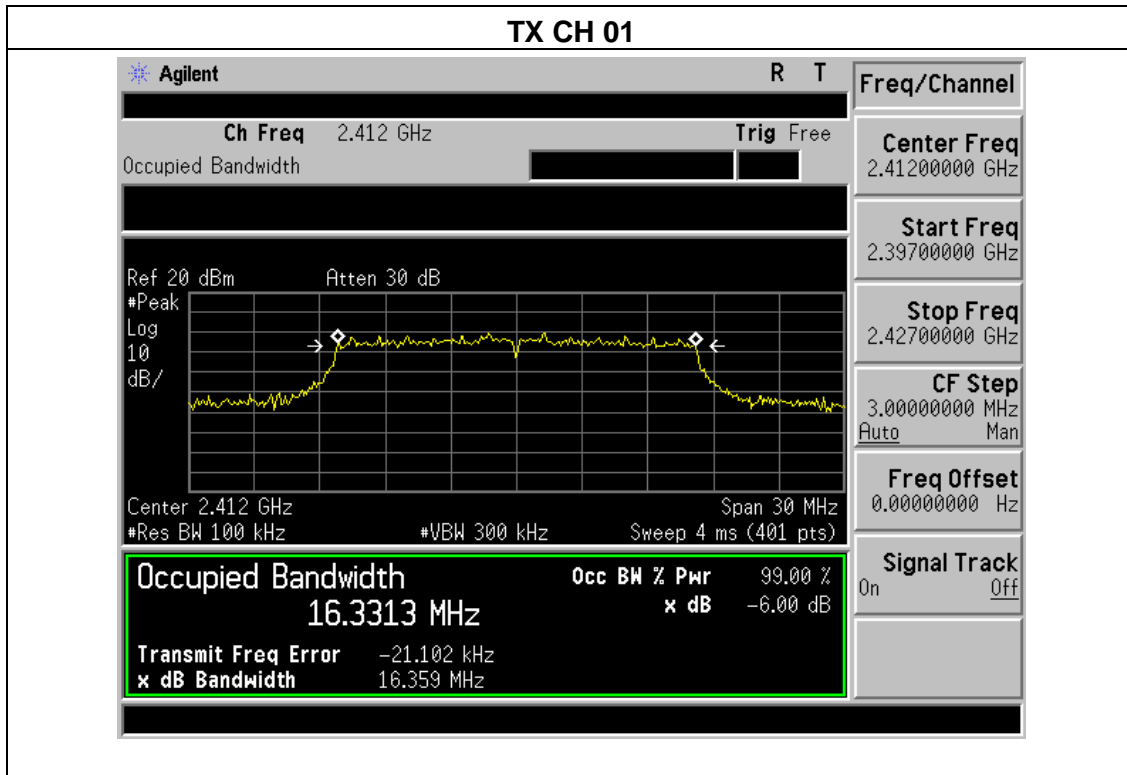 TX CH 01
Agilent R T
Ch Freq 2.412 GHz Trig Free
Occupied Bandwidth
Ref 20 dBm Atten 30 dB
#Peak
Log
10
dB/
Center 2.412 GHz Span 30 MHz
#Res BW 100 kHz #VBW 300 kHz Sweep 4 ms (401 pts)
Occupied Bandwidth Occ BW % Pwr 99.00 %
16.3313 MHz x dB -6.00 dB
Transmit Freq Error -21.102 kHz
x dB Bandwidth 16.359 MHz
Freq/Channel
Center Freq
2.41200000 GHz
Start Freq
2.39700000 GHz
Stop Freq
2.42700000 GHz
CF Step
3.00000000 MHz
Auto Man
Freq Offset
0.00000000 Hz
Signal Track
On Off